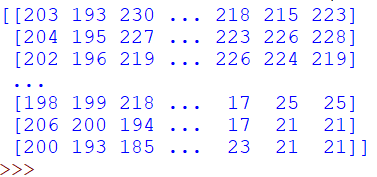 [[203 193 230 ... 218 215 223]
 [204 195 227 ... 223 226 228]
 [202 196 219 ... 226 224 219]
 ...
 [198 199 218 ...  17  25  25]
 [206 200 194 ...  17  21  21]
 [200 193 185 ...  23  21  21]]
>>>